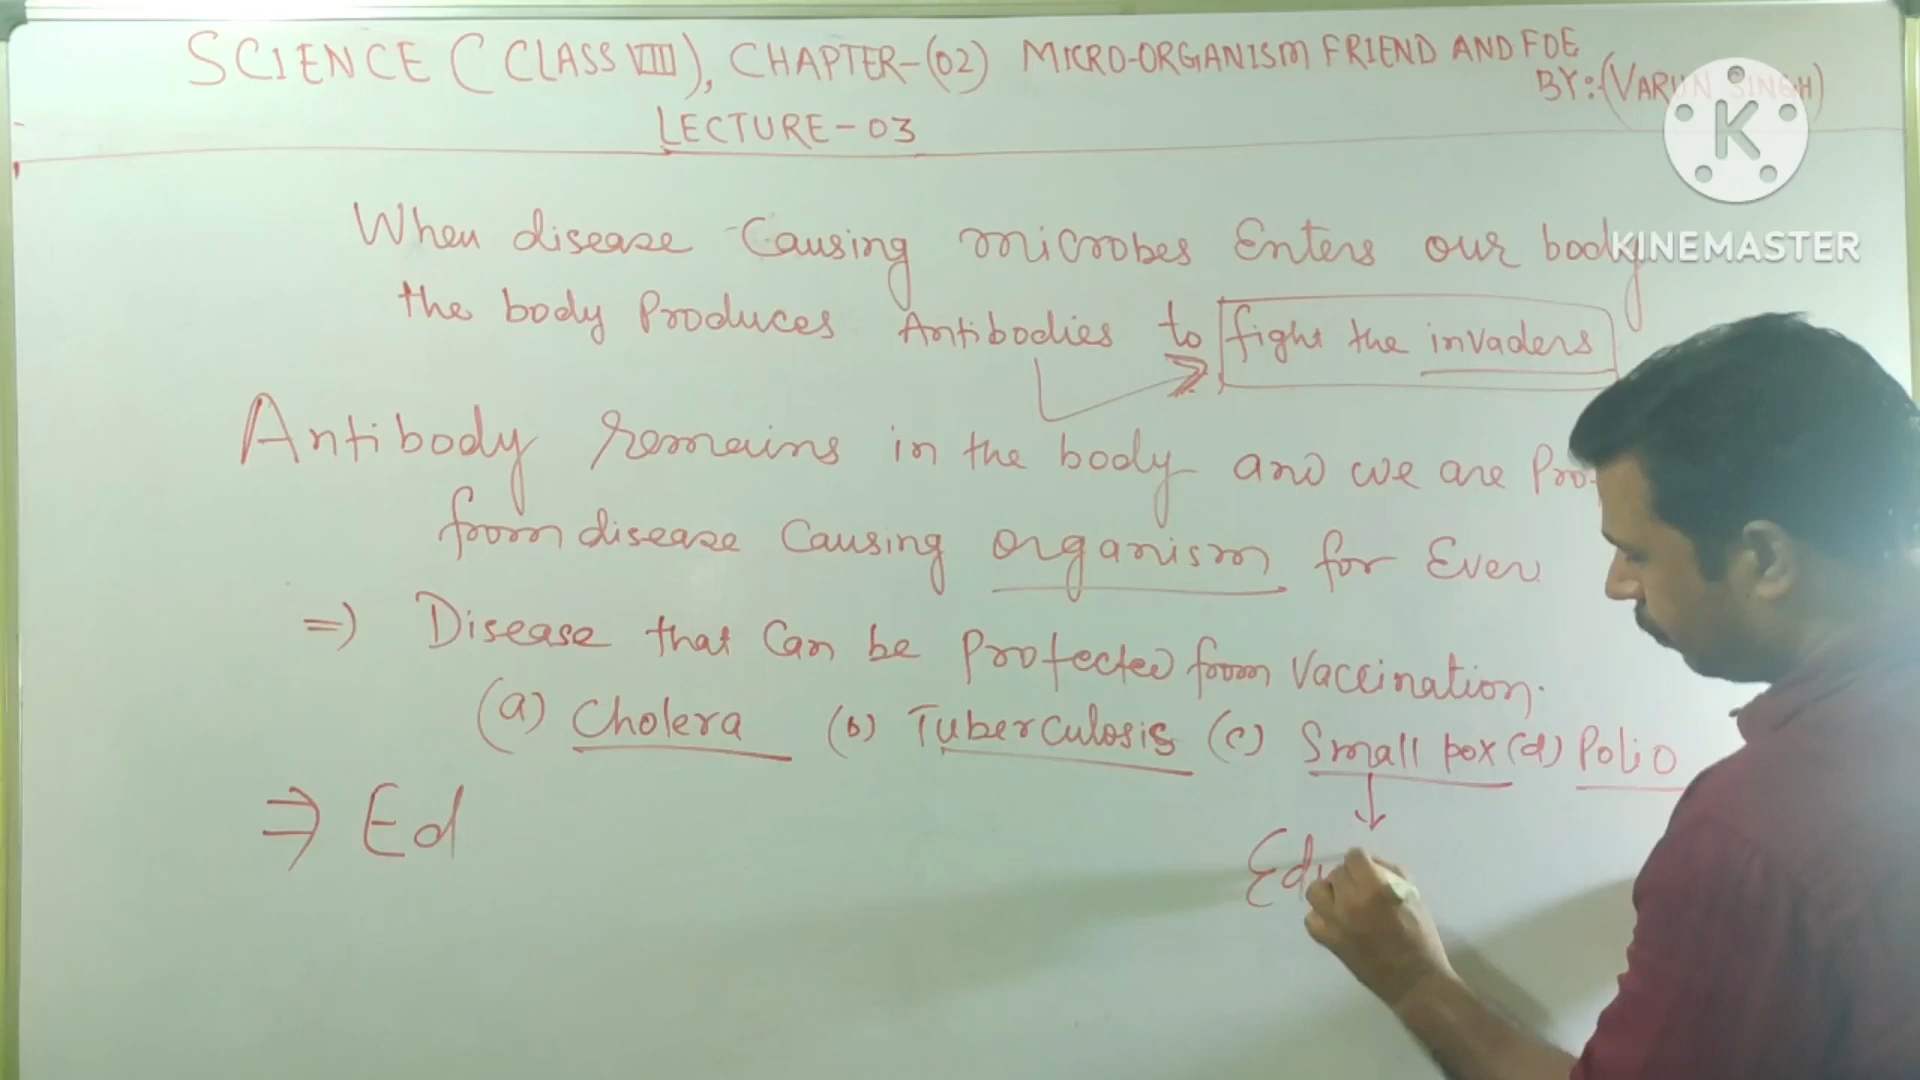 SCIENCE (CLASS VIII), CHAPTER-(02) MICRO-ORGANISM FRIEND AND FOE
BY:-(VARUN SINGH)
LECTURE-03
K
KINEMASTER
When disease Causing microbes Enters our body
the body Produces Antibodies to fight the invaders
Antibody remains in the body and we are Pro
from disease Causing organism for Ever
=) Disease that Can be Protected from Vaccination.
(a) Cholera (b) Tuberculosis (c) Small pox (d) Polio
⇒ Ed
Edw